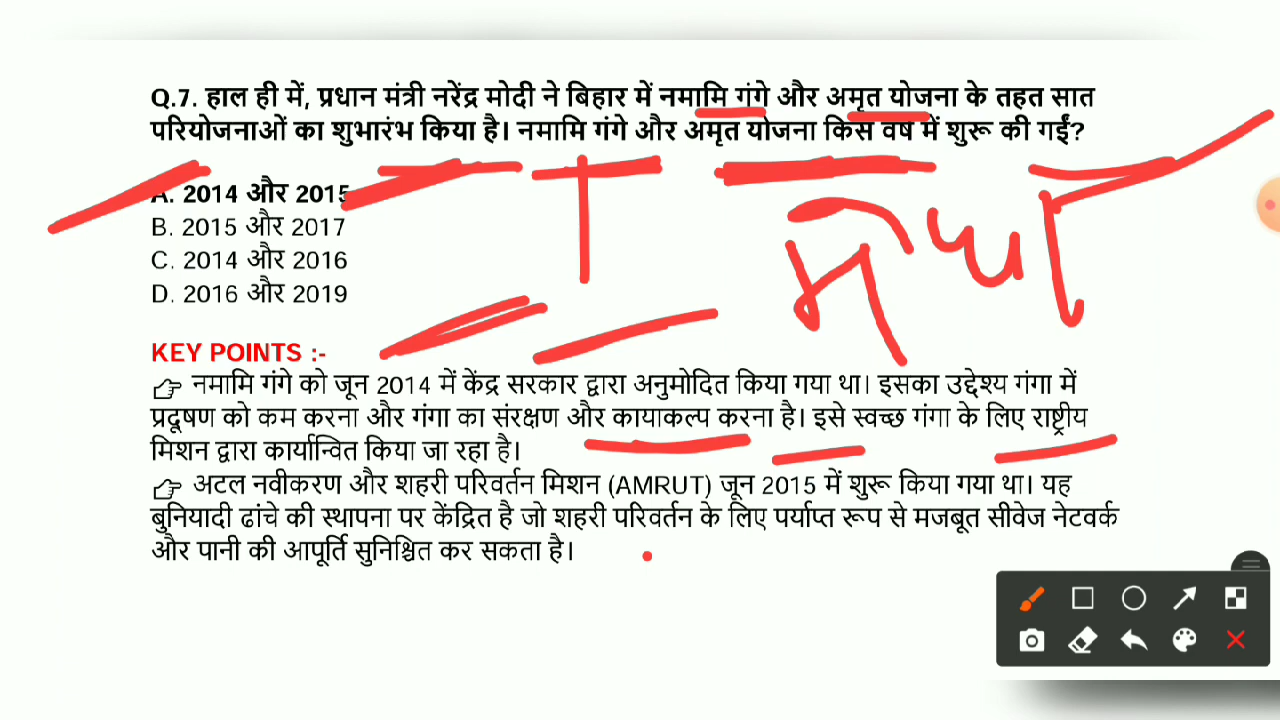 Q.7. हाल ही में, प्रधान मंत्री नरेंद्र मोदी ने बिहार में नमामि गंगे और अमृत योजना के तहत सात
परियोजनाओं का शुभारंभ किया है। नमामि गंगे और अमृत योजना किस वर्ष में शुरू की गईं?
A. 2014 और 2015
B. 2015 और 2017
C. 2014 और 2016
D. 2016 और 2019
KEY POINTS :-
नमामि गंगे को जून 2014 में केंद्र सरकार द्वारा अनुमोदित किया गया था। इसका उद्देश्य गंगा में
प्रदूषण को कम करना और गंगा का संरक्षण और कायाकल्प करना है। इसे स्वच्छ गंगा के लिए राष्ट्रीय
मिशन द्वारा कार्यान्वित किया जा रहा है।
अटल नवीकरण और शहरी परिवर्तन मिशन (AMRUT) जून 2015 में शुरू किया गया था। यह
बुनियादी ढांचे की स्थापना पर केंद्रित है जो शहरी परिवर्तन के लिए पर्याप्त रूप से मजबूत सीवेज नेटवर्क
और पानी की आपूर्ति सुनिश्चित कर सकता है।